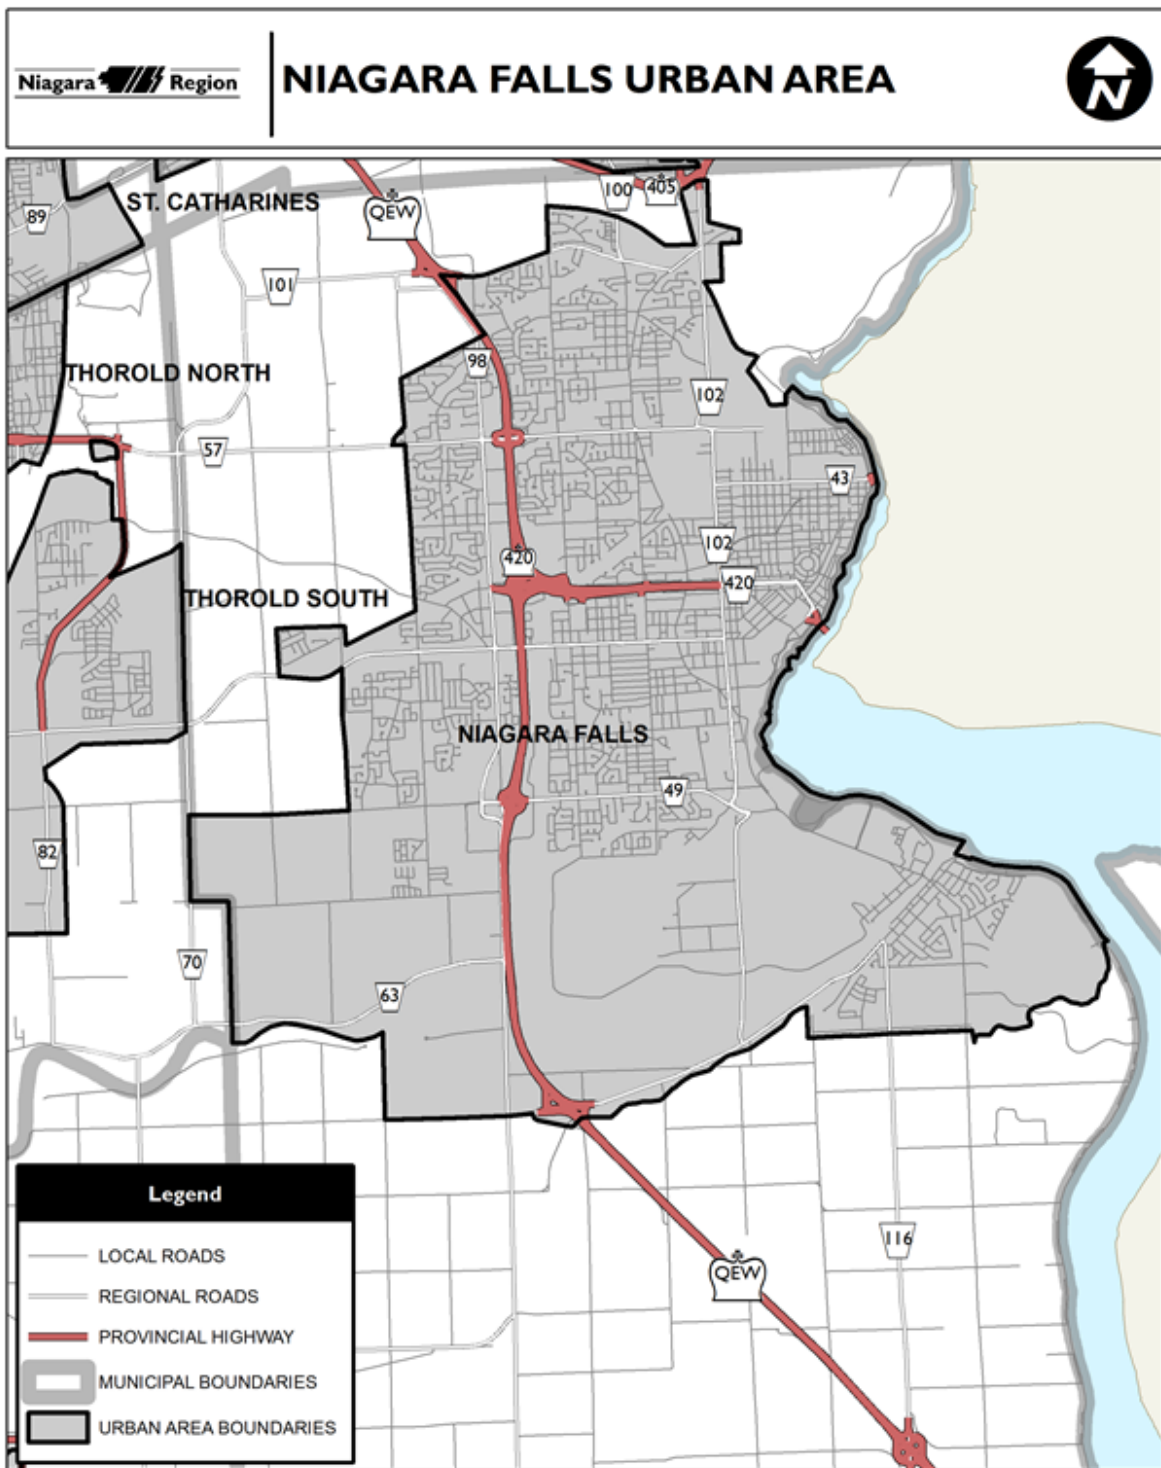 Niagara Region
NIAGARA FALLS URBAN AREA
N
100
405
ST. CATHARINES
89
QEW
101
98
THOROLD NORTH
102
57
43
102
420
420
THOROLD SOUTH
NIAGARA FALLS
49
82
70
63
Legend
LOCAL ROADS
REGIONAL ROADS
PROVINCIAL HIGHWAY
MUNICIPAL BOUNDARIES
URBAN AREA BOUNDARIES
116
QEW